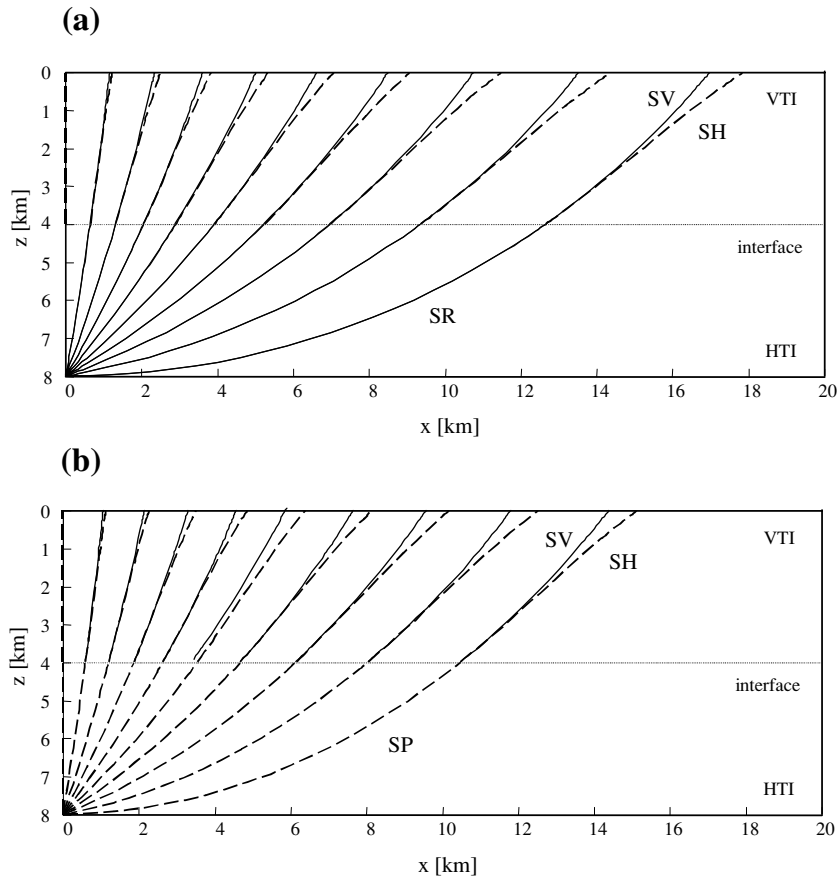 (a)
0
1
2
3
4
5
6
7
8
z [km]
SV
SH
VTI
interface
SR
HTI
0 2 4 6 8 10 12 14 16 18 20
x [km]
(b)
0
1
2
3
4
5
6
7
8
z [km]
SV
SH
VTI
interface
SP
HTI
0 2 4 6 8 10 12 14 16 18 20
x [km]